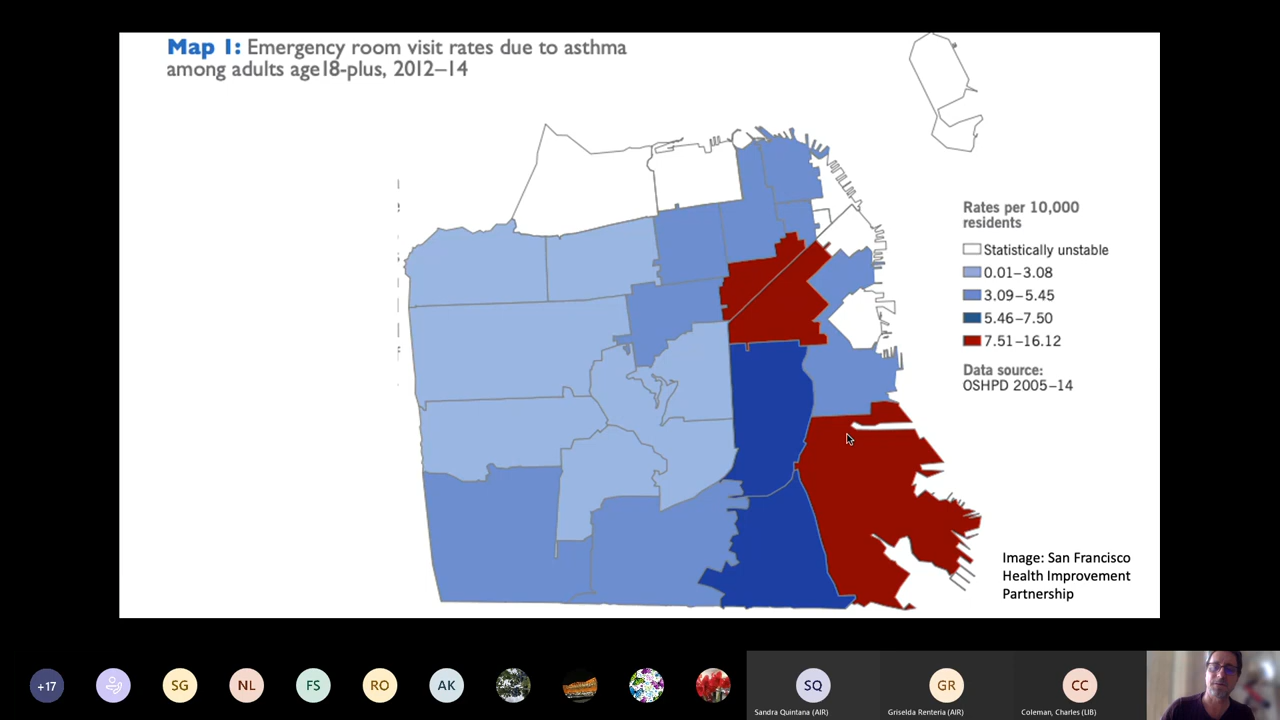 Map 1: Emergency room visit rates due to asthma
among adults age18-plus, 2012–14
Rates per 10,000
residents
Statistically unstable
0.01–3.08
3.09–5.45
5.46–7.50
7.51–16.12
Data source:
OSHPD 2005–14
Image: San Francisco
Health Improvement
Partnership
+17
SG
NL
FS
RO
AK
SQ
GR
CC
Sandra Quintana (AIR)
Griselda Renteria (AIR)
Coleman, Charles (LIB)